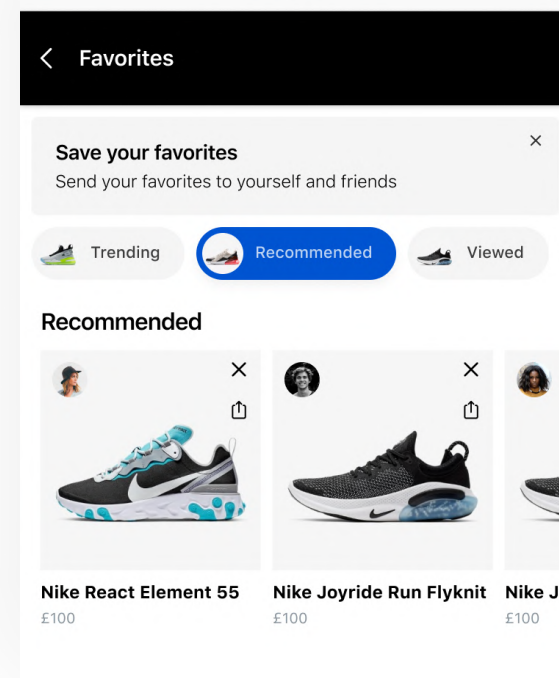 Favorites
Save your favorites
Send your favorites to yourself and friends
Trending
Recommended
Viewed
Recommended
Nike React Element 55
Nike Joyride Run Flyknit
Nike J
£100
£100
£100